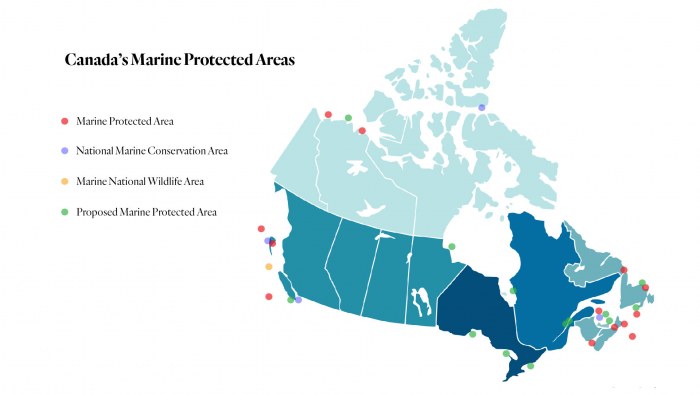 Canada's Marine Protected Areas
Marine Protected Area
National Marine Conservation Area
Marine National Wildlife Area
Proposed Marine Protected Area